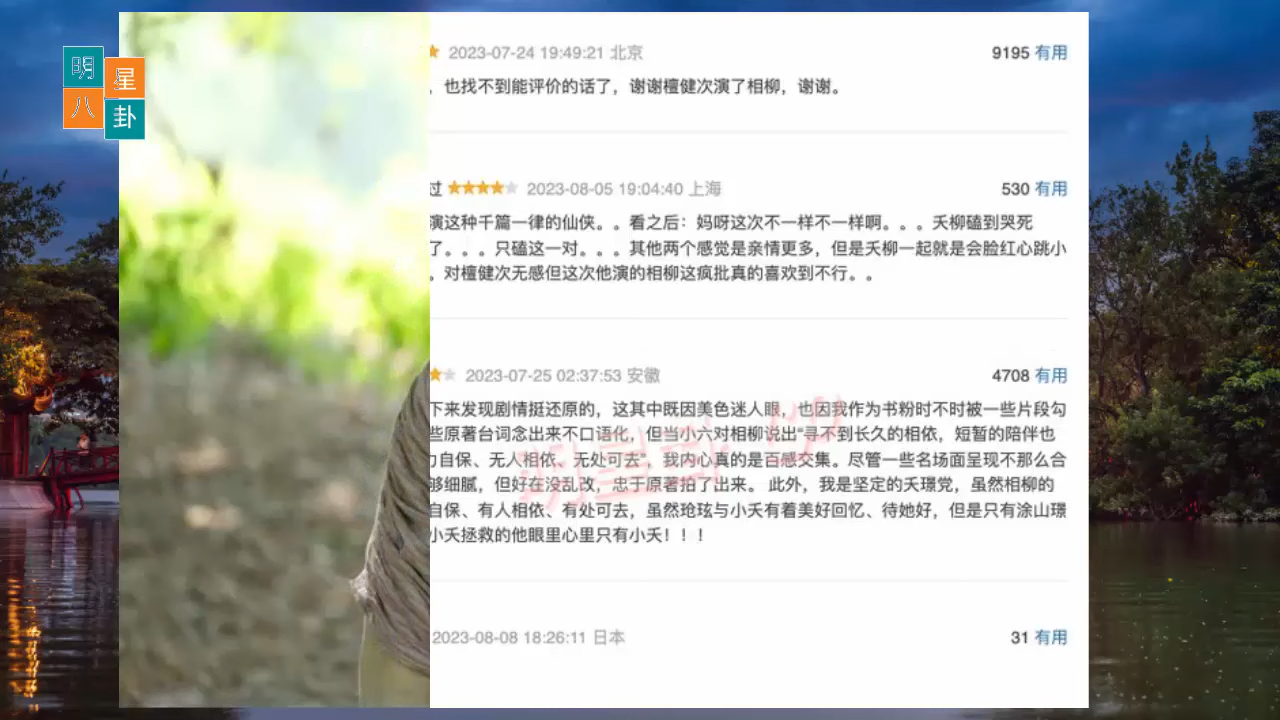 明星
八卦
2023-07-24 19:49:21 北京 9195 有用
，也找不到能评价的话了，谢谢檀健次演了相柳，谢谢。
过 2023-08-05 19:04:40 上海 530 有用
演这种千篇一律的仙侠。。看之后：妈呀这次不一样不一样啊。。。夭柳磕到哭死
了。。。只磕这一对。。。其他两个感觉是亲情更多，但是夭柳一起就是会脸红心跳小
。对檀健次无感但这次他演的相柳这疯批真的喜欢到不行。。
2023-07-25 02:37:53 安徽 4708 有用
下来发现剧情挺还原的，这其中既因美色迷人眼，也因我作为书粉时不时被一些片段勾
些原著台词念出来不口语化，但当小六对相柳说出“寻不到长久的相依，短暂的陪伴也
力自保、无人相依、无处可去”，我内心真的是百感交集。尽管一些名场面呈现不那么合
够细腻，但好在没乱改，忠于原著拍了出来。 此外，我是坚定的夭璟党，虽然相柳的
自保、有人相依、有处可去，虽然玱玹与小夭有着美好回忆、待她好，但是只有涂山璟
小夭拯救的他眼里心里只有小夭！！！
2023-08-08 18:26:11 日本 31 有用